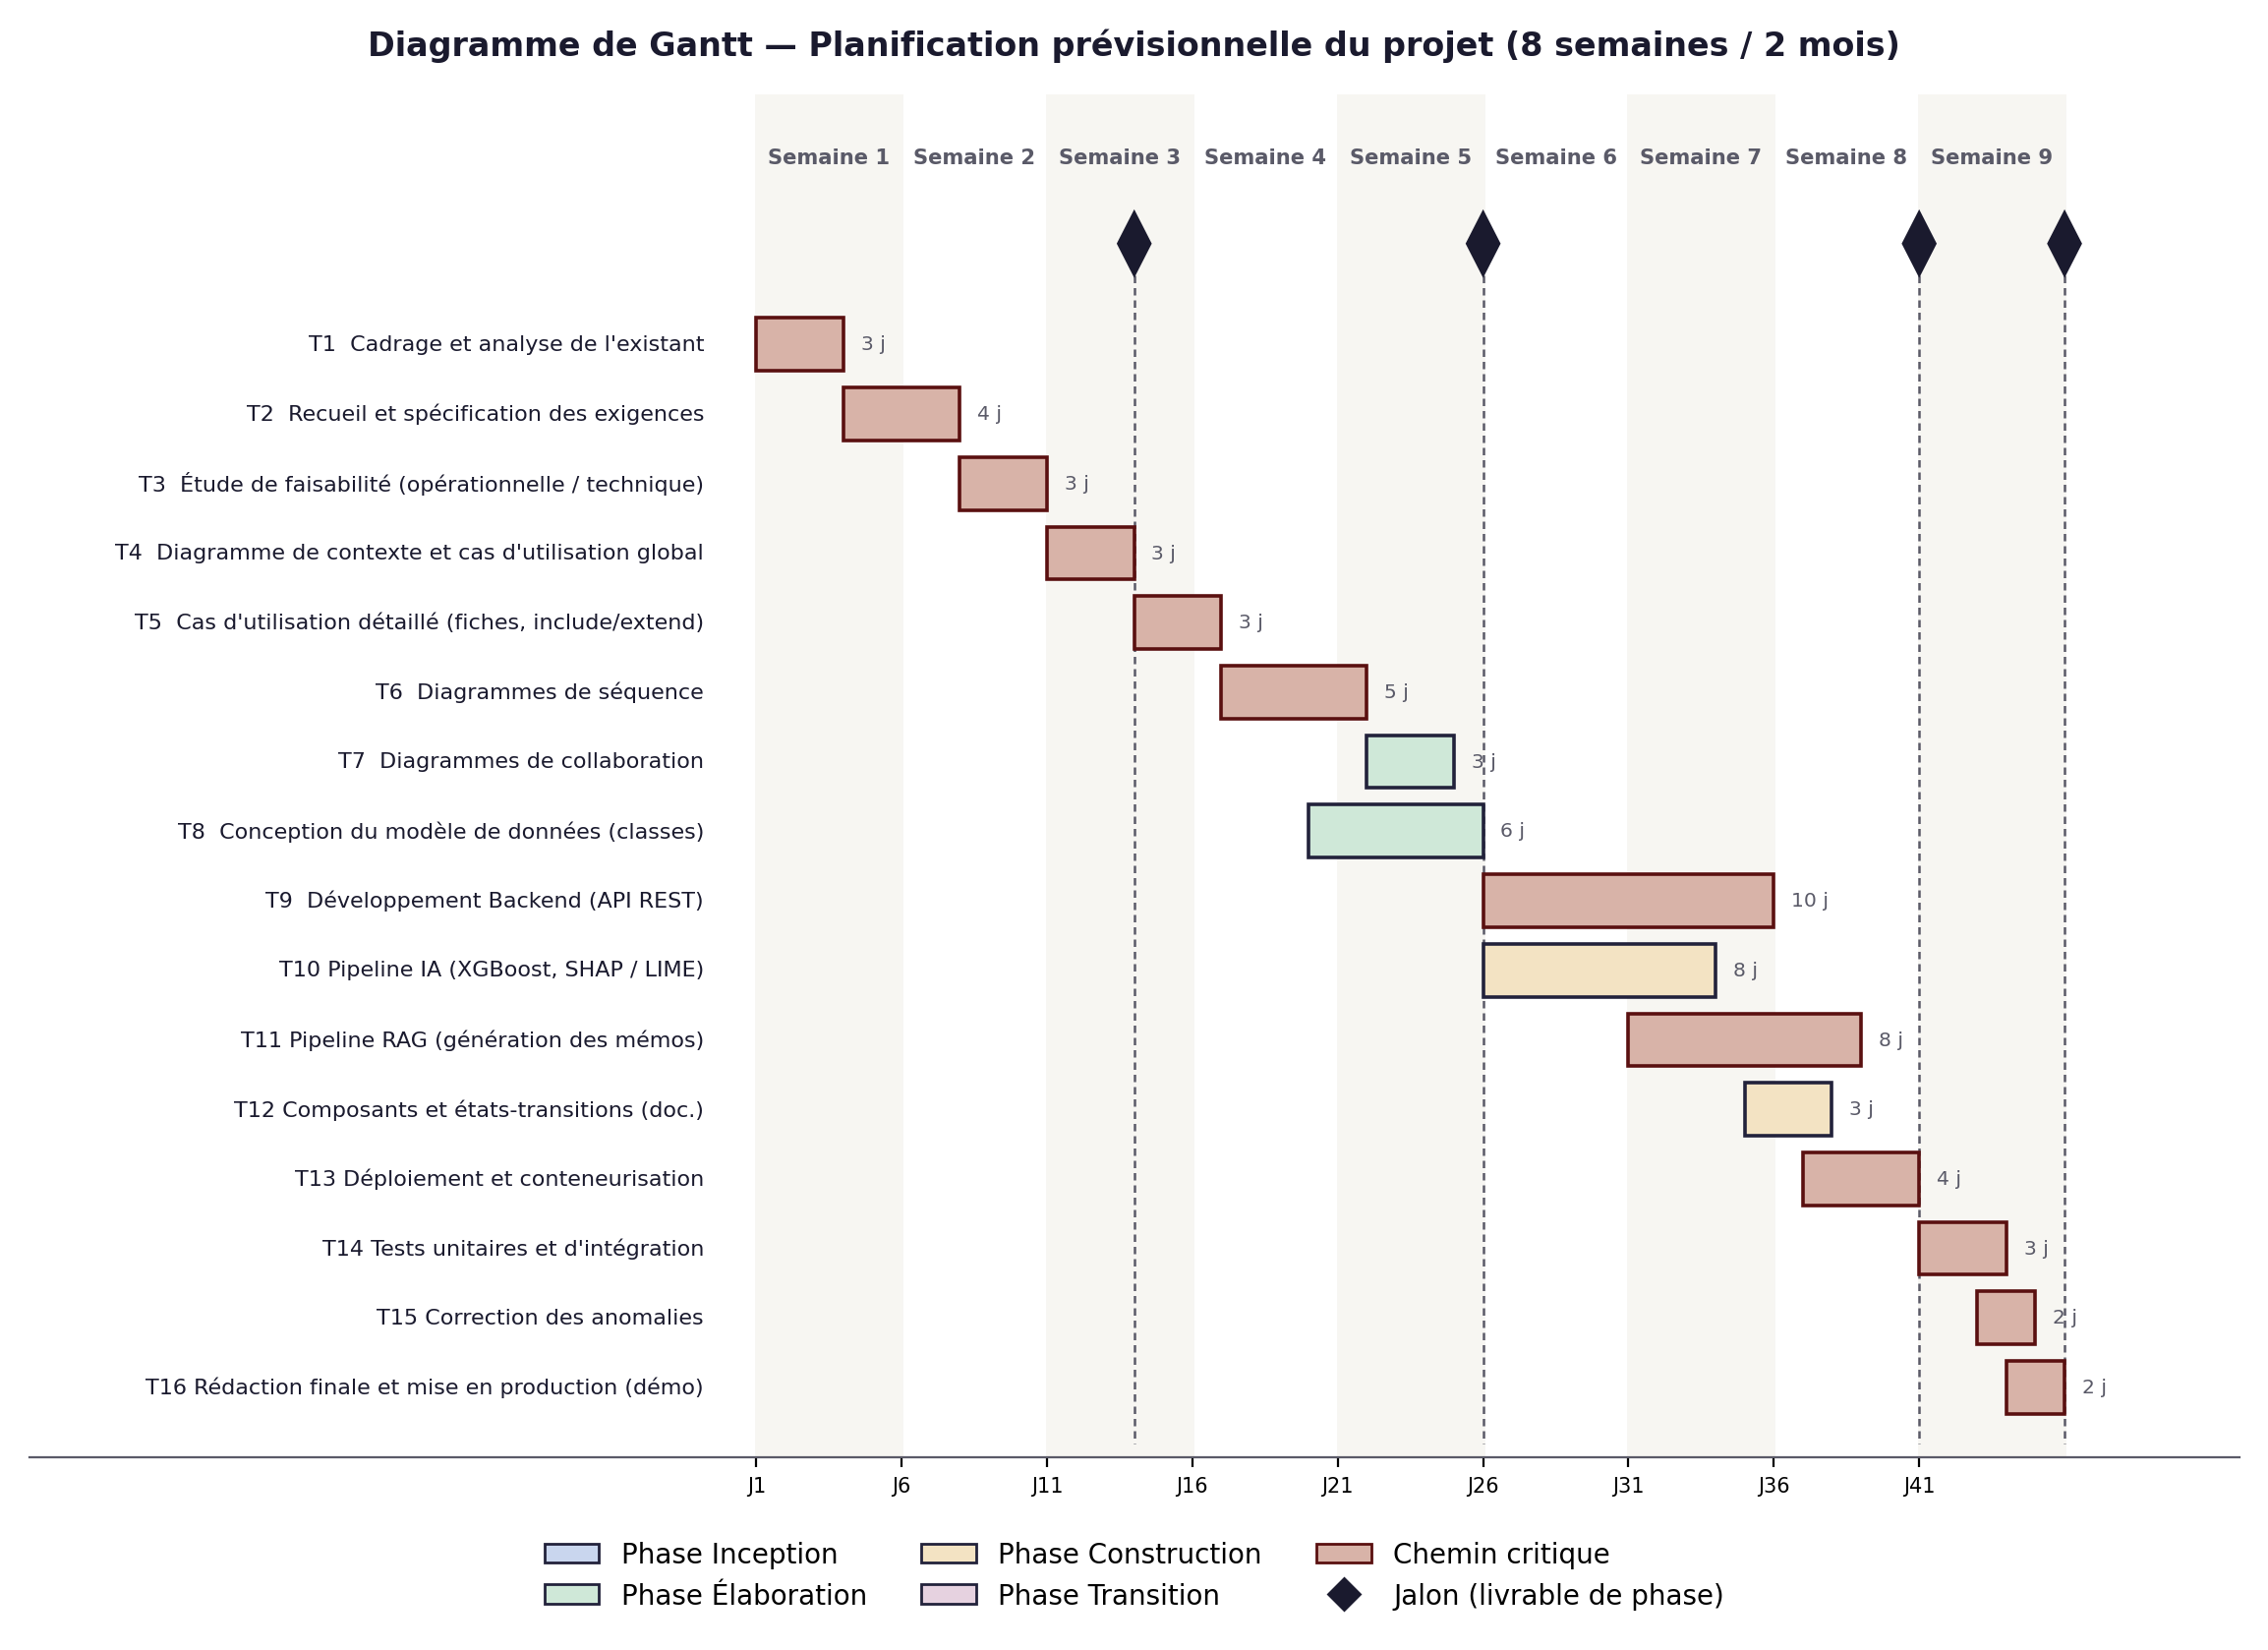 Diagramme de Gantt — Planification prévisionnelle du projet (8 semaines / 2 mois)
Semaine 1 Semaine 2 Semaine 3 Semaine 4 Semaine 5 Semaine 6 Semaine 7 Semaine 8 Semaine 9
T1 Cadrage et analyse de l'existant 3 j
T2 Recueil et spécification des exigences 4 j
T3 Étude de faisabilité (opérationnelle / technique) 3 j
T4 Diagramme de contexte et cas d'utilisation global 3 j
T5 Cas d'utilisation détaillé (fiches, include/extend) 3 j
T6 Diagrammes de séquence 5 j
T7 Diagrammes de collaboration 3 j
T8 Conception du modèle de données (classes) 6 j
T9 Développement Backend (API REST) 10 j
T10 Pipeline IA (XGBoost, SHAP / LIME) 8 j
T11 Pipeline RAG (génération des mémos) 8 j
T12 Composants et états-transitions (doc.) 3 j
T13 Déploiement et conteneurisation 4 j
T14 Tests unitaires et d'intégration 3 j
T15 Correction des anomalies 2 j
T16 Rédaction finale et mise en production (démo) 2 j
J1 J6 J11 J16 J21 J26 J31 J36 J41
Phase Inception Phase Construction Chemin critique
Phase Élaboration Phase Transition Jalon (livrable de phase)